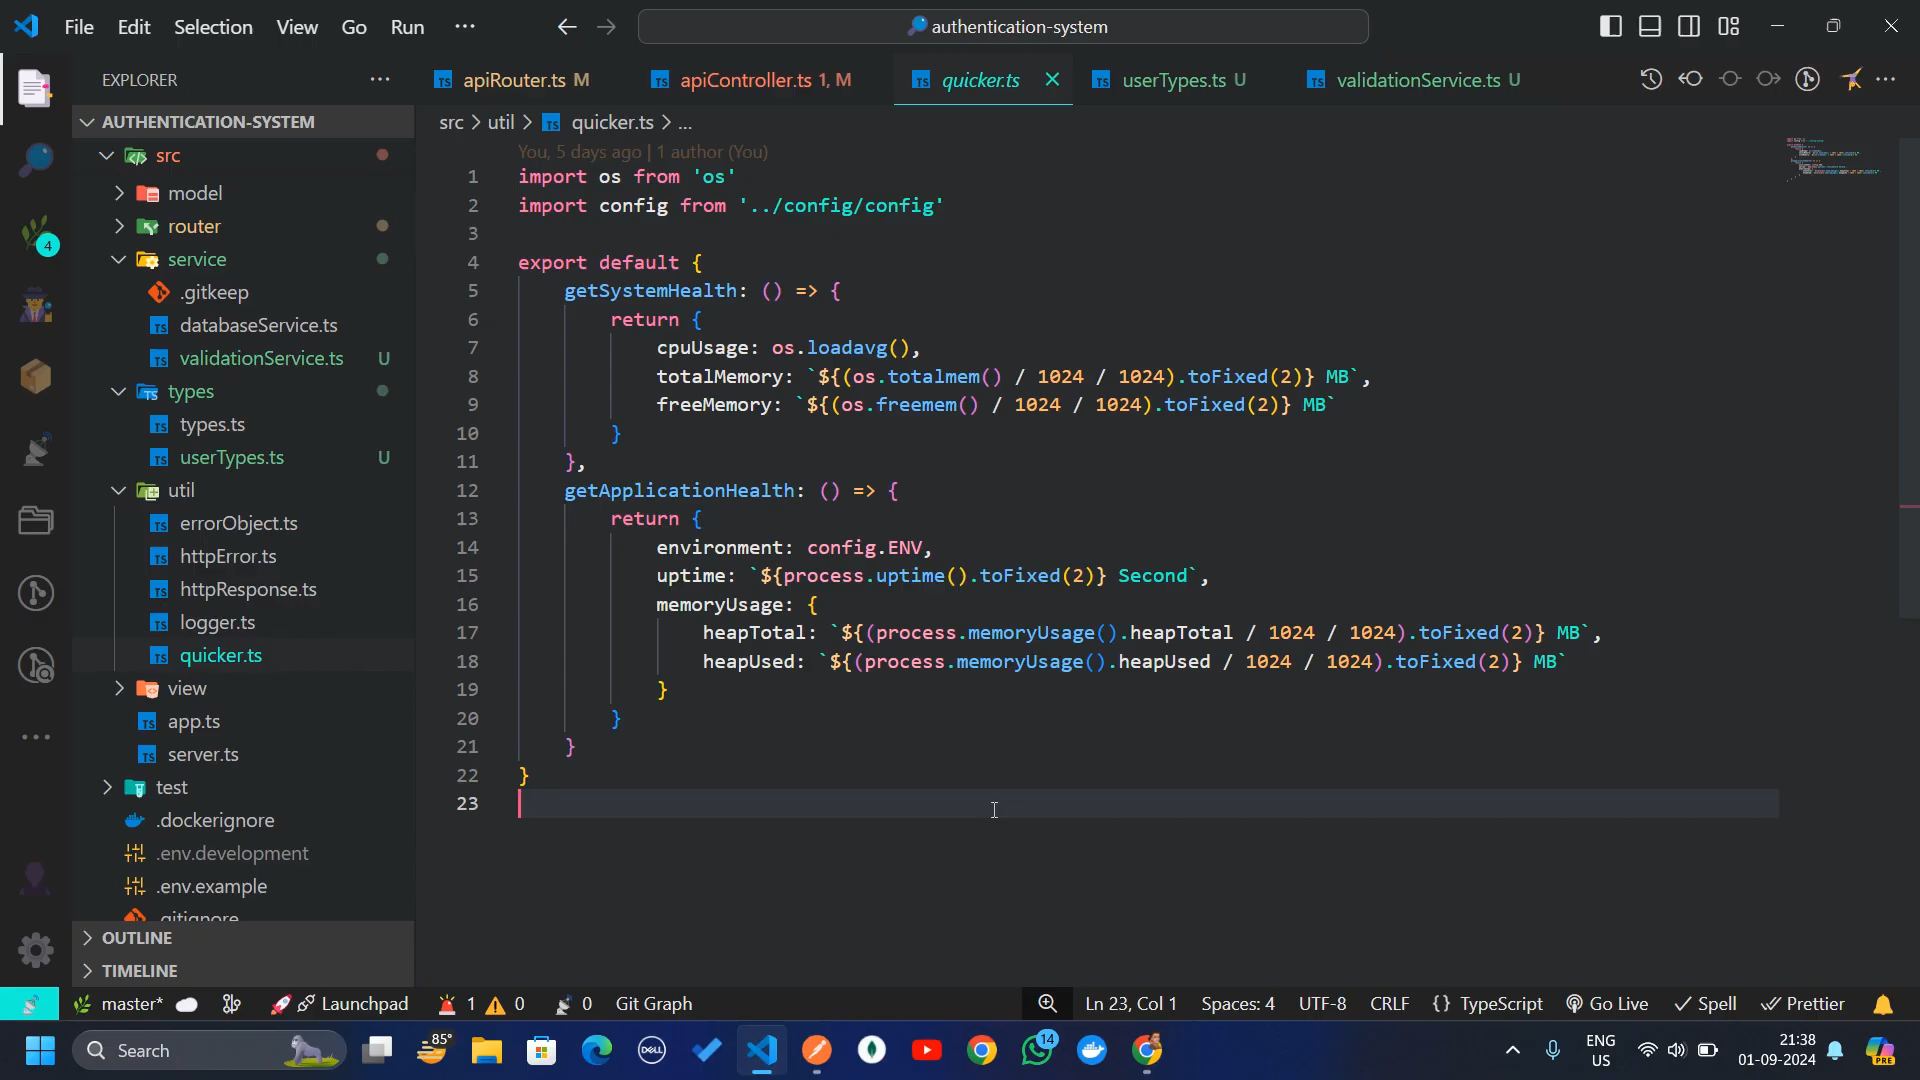 File Edit Selection View Go Run ...
authentication-system
EXPLORER
AUTHENTICATION-SYSTEM
src
model
router
service
.gitkeep
databaseService.ts
validationService.ts U
types
types.ts
userTypes.ts U
util
errorObject.ts
httpError.ts
httpResponse.ts
logger.ts
quicker.ts
view
app.ts
server.ts
test
.dockerignore
.env.development
.env.example
.gitignore
OUTLINE
TIMELINE
4
apiRouter.ts M apiController.ts 1, M quicker.ts userTypes.ts U validationService.ts U
src > util > quicker.ts > ...
You, 5 days ago | 1 author (You)
1 import os from 'os'
2 import config from '../config/config'
3
4 export default {
5 getSystemHealth: () => {
6 return {
7 cpuUsage: os.loadavg(),
8 totalMemory: `${(os.totalmem() / 1024 / 1024).toFixed(2)} MB`,
9 freeMemory: `${(os.freemem() / 1024 / 1024).toFixed(2)} MB`
10 }
11 },
12 getApplicationHealth: () => {
13 return {
14 environment: config.ENV,
15 uptime: `${process.uptime().toFixed(2)} Second`,
16 memoryUsage: {
17 heapTotal: `${(process.memoryUsage().heapTotal / 1024 / 1024).toFixed(2)} MB`,
18 heapUsed: `${(process.memoryUsage().heapUsed / 1024 / 1024).toFixed(2)} MB`
19 }
20 }
21 }
22 }
23
master* Launchpad 1 0 0 Git Graph Ln 23, Col 1 Spaces: 4 UTF-8 CRLF {} TypeScript Go Live Spell Prettier
Search 85° DELL 14 ENG US 21:38 01-09-2024 PRE